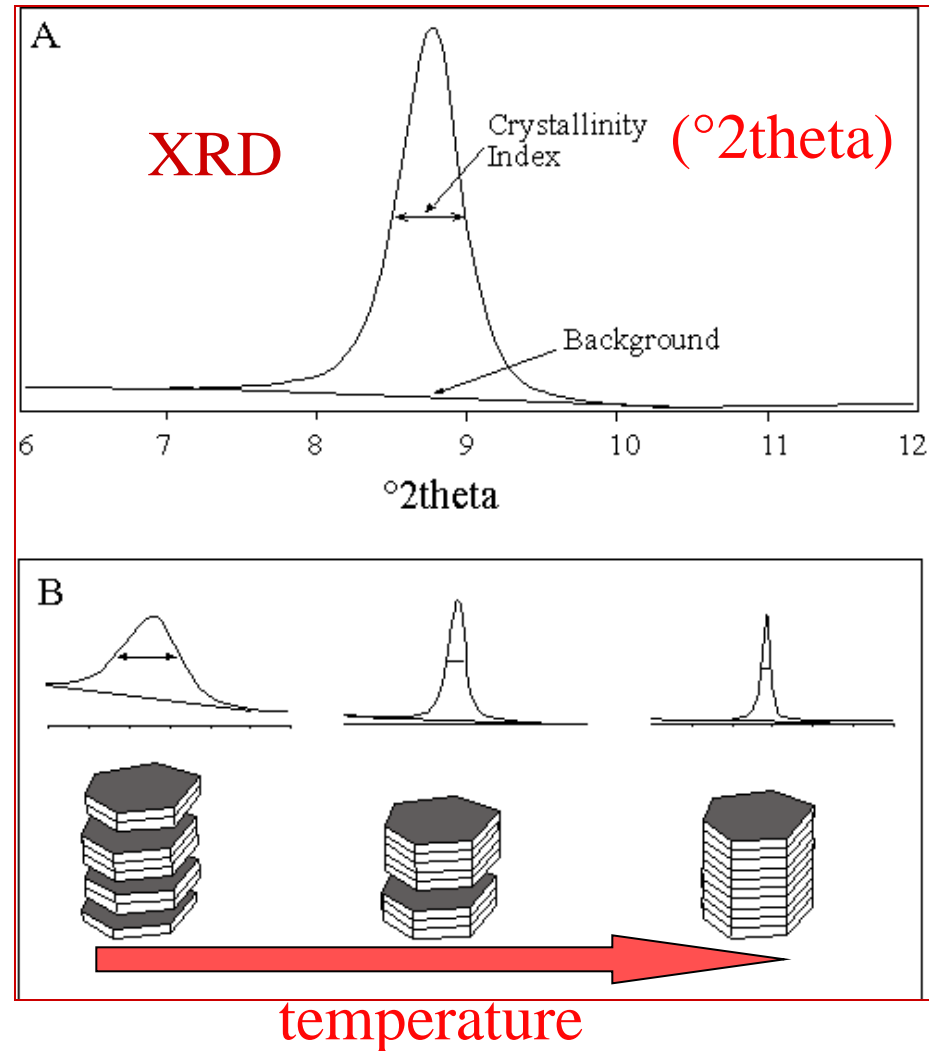 A
XRD
Crystallinity
Index
(°2theta)
Background
6 7 8 9 10 11 12
°2theta
B
temperature